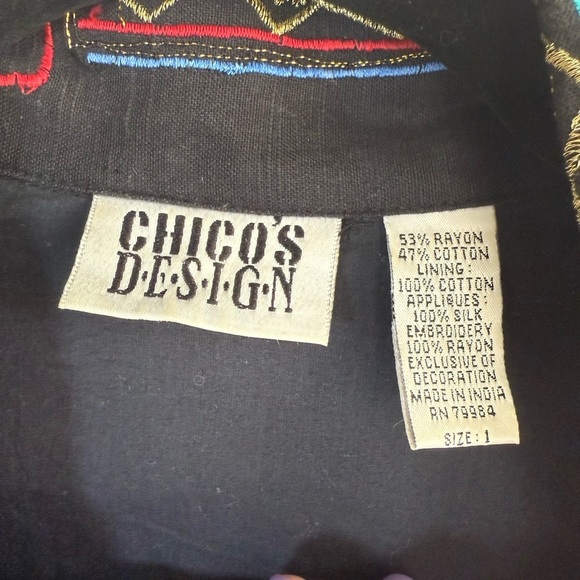 CHICO'S
D·E·S·I·G·N
53% RAYON
47% COTTON
LINING:
100% COTTON
APPLIQUES:
100% SILK
EMBROIDERY
100% RAYON
EXCLUSIVE OF
DECORATION
MADE IN INDIA
RN 79984
SIZE: 1